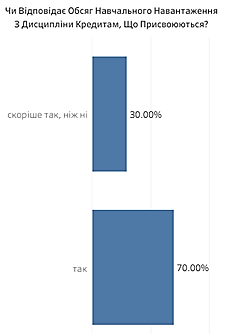 Чи Відповідає Обсяг Навчального Навантаження
З Дисципліни Кредитам, Що Присвоюються?
скоріше так, ніж ні
30.00%
так
70.00%